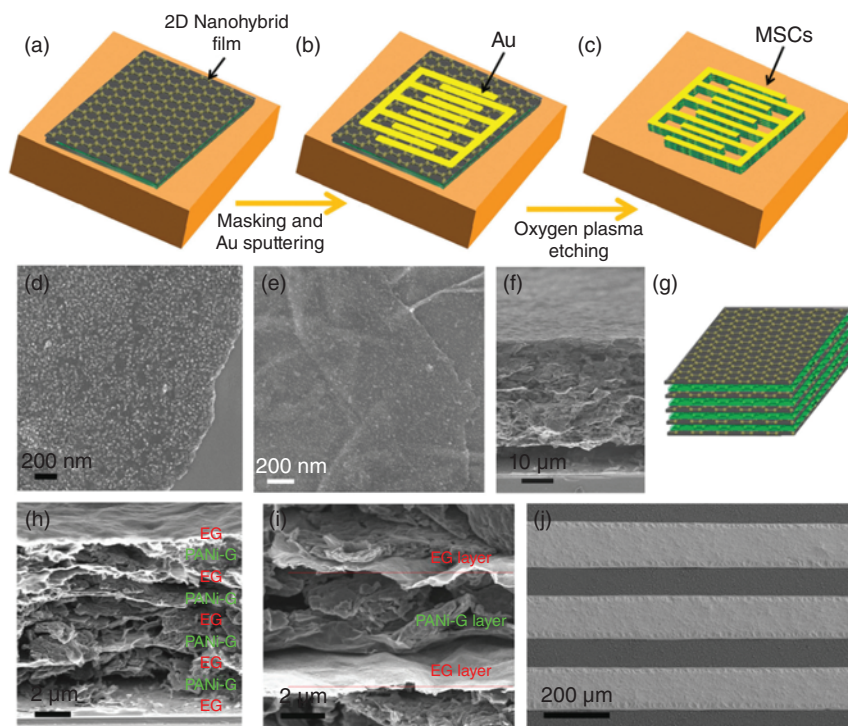 (a)
2D Nanohybrid
film
(b)
Au
(c)
MSCs
Masking and
Au sputtering
Oxygen plasma
etching
(d)
200 nm
(e)
200 nm
(f)
10 µm
(g)
(h)
EG
PANi-G
EG
PANi-G
EG
PANi-G
EG
PANi-G
EG
2 µm
(i)
EG layer
PANi-G layer
EG layer
2 µm
(j)
200 µm